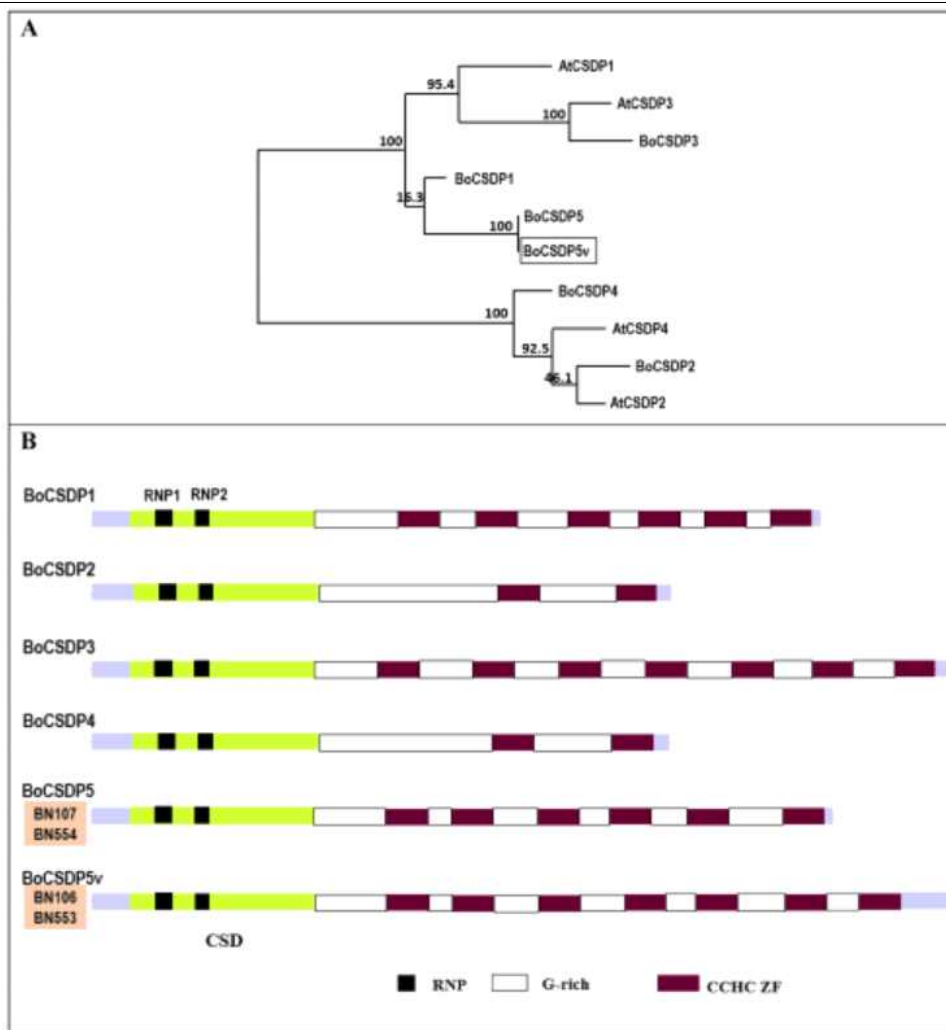 A
AtCSDP1
95.4
AtCSDP3
100
BoCSDP3
100
BoCSDP1
BoCSDP5
100
BoCSDP5v
BoCSDP4
100
AtCSDP4
92.5
BoCSDP2
AtCSDP2
B
BoCSDP1 RNP1 RNP2
BoCSDP2
BoCSDP3
BoCSDP4
BoCSDP5
BN107
BN554
BoCSDP5v
BN106
BN553
CSD
RNP G-rich CCHC ZF